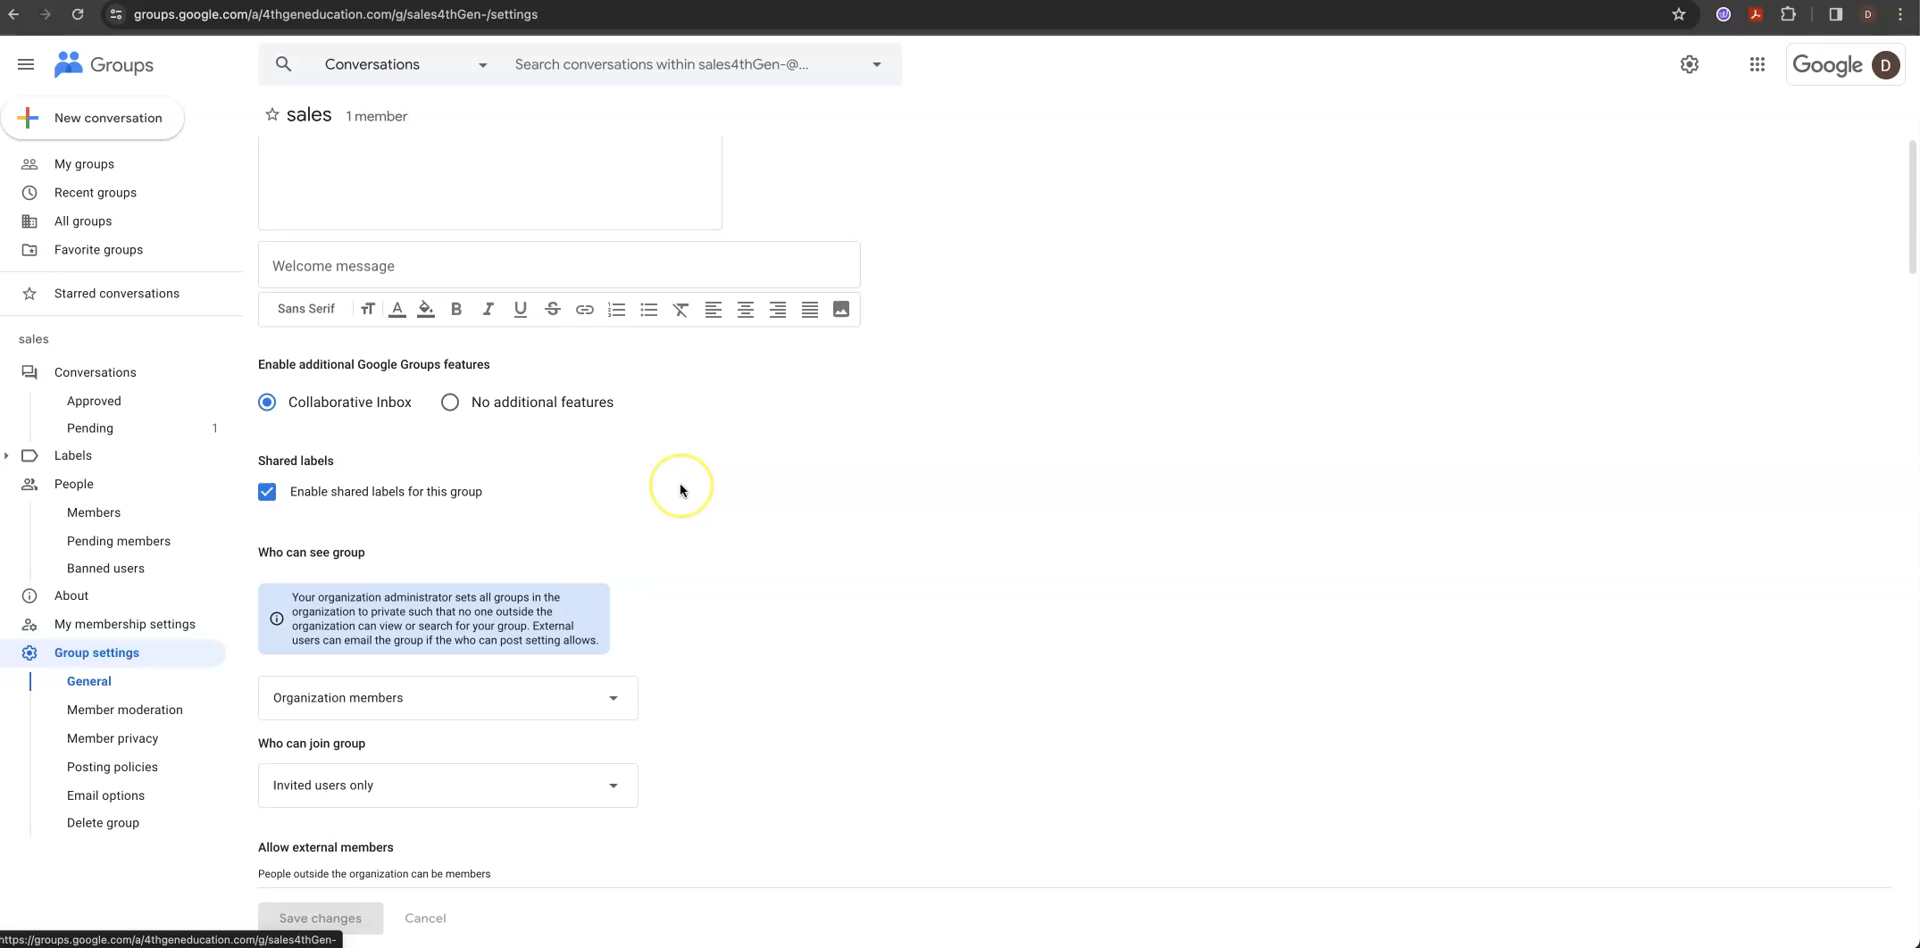 groups.google.com/a/4thgeneducation.com/g/sales4thGen-/settings
D
Groups
Conversations
Search conversations within sales4thGen-@...
Google
D
New conversation
sales
1 member
My groups
Recent groups
All groups
Favorite groups
Starred conversations
sales
Conversations
Approved
Pending
1
Labels
People
Members
Pending members
Banned users
About
My membership settings
Group settings
General
Member moderation
Member privacy
Posting policies
Email options
Delete group
Welcome message
Sans Serif
Enable additional Google Groups features
Collaborative Inbox
No additional features
Shared labels
Enable shared labels for this group
Who can see group
Your organization administrator sets all groups in the
organization to private such that no one outside the
organization can view or search for your group. External
users can email the group if the who can post setting allows.
Organization members
Who can join group
Invited users only
Allow external members
People outside the organization can be members
Save changes
Cancel
https://groups.google.com/a/4thgeneducation.com/g/sales4thGen-